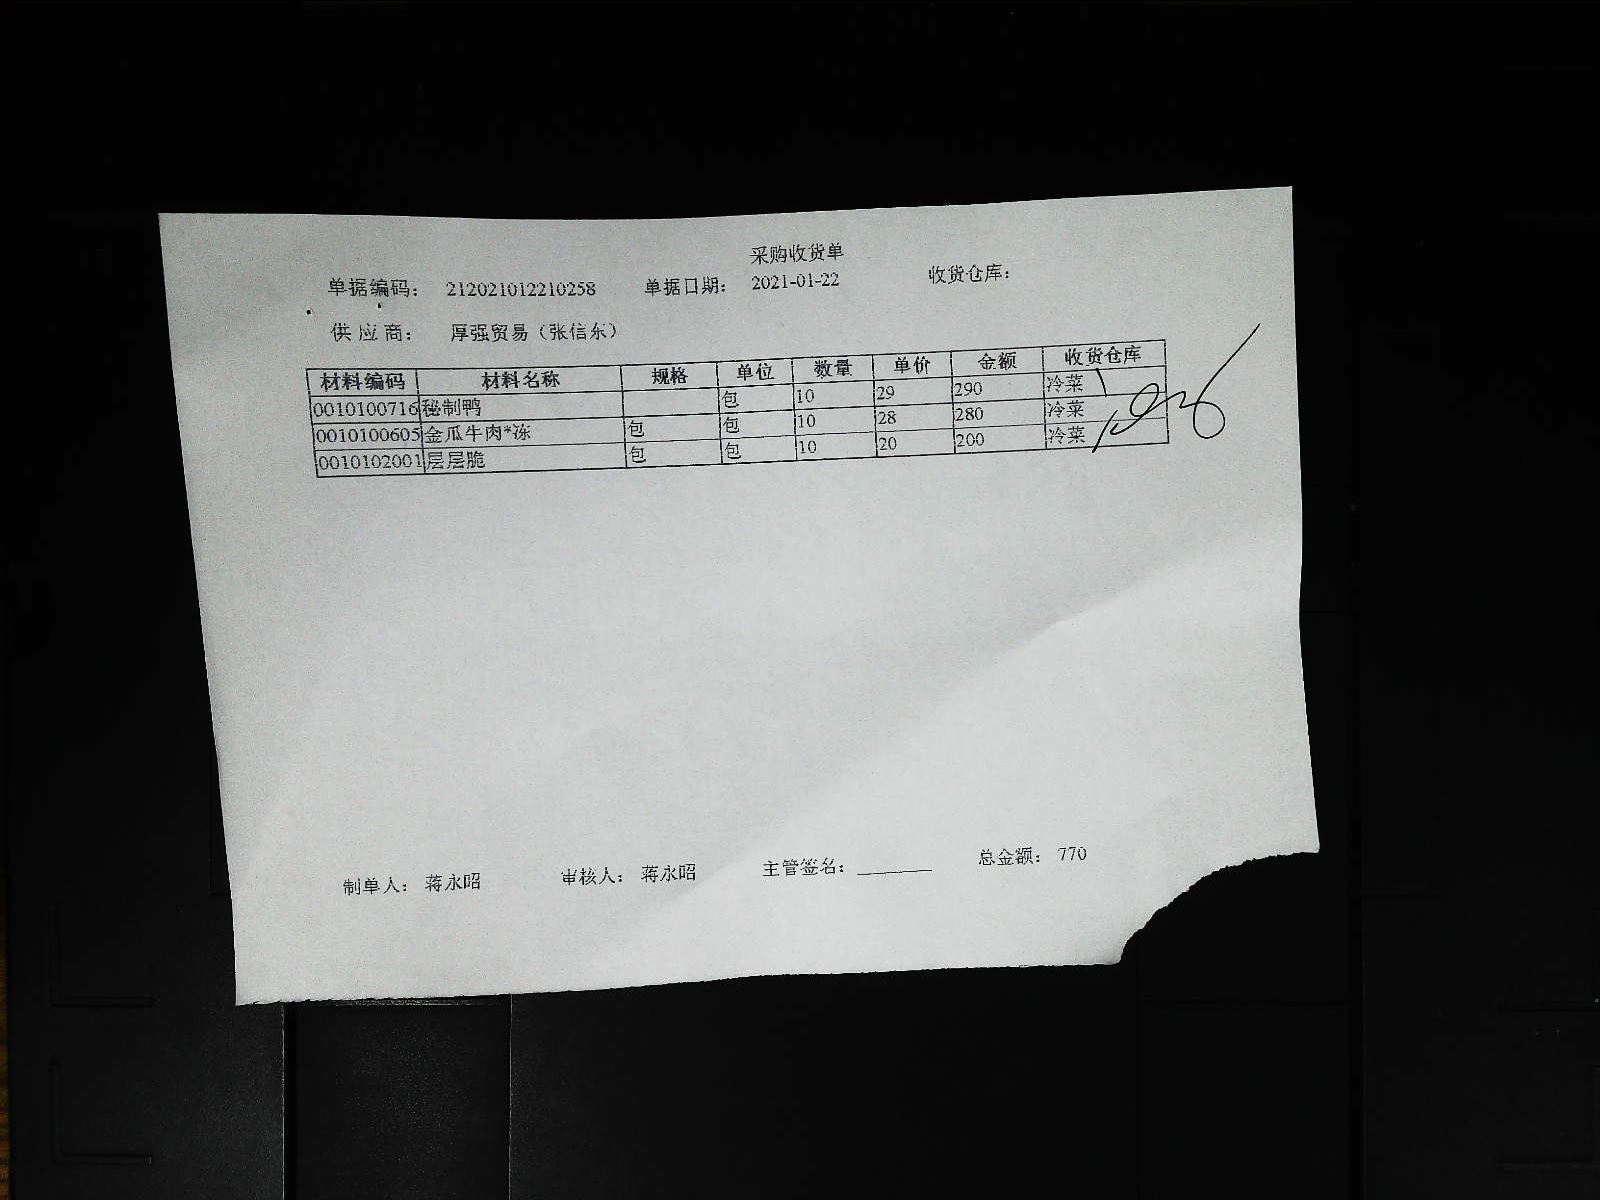 采购收货单
单据编码： 212021012210258 单据日期： 2021-01-22 收货仓库：
供应商： 厚强贸易（张信东）
材料编码 材料名称 规格 单位 数量 单价 金额 收货仓库
0010100716 秘制鸭 包 10 29 290 冷菜
0010100605 金瓜牛肉*冻 包 包 10 28 280 冷菜
0010102001 层层脆 包 包 10 20 200 冷菜
制单人： 蒋永昭 审核人： 蒋永昭 主管签名：_______ 总金额： 770